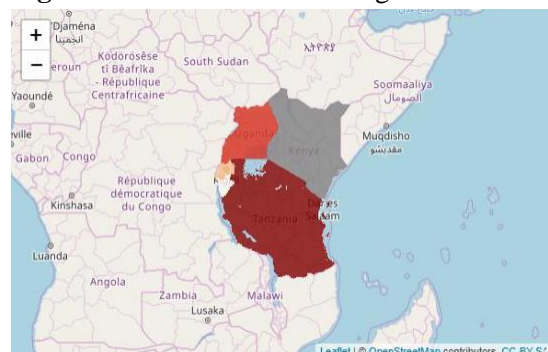 +
−
N'Djaména
انجمينا
Ködörösêse
tî Bêafrîka
- République
Centrafricaine
South Sudan
ኢትዮጵያ
Soomaaliya
الصومال
Yaoundé
Uganda
Kenya
Muqdisho
مقديشو
Gabon
Congo
République
démocratique
du Congo
Kinshasa
Tanzania
Dar es
Salaam
Luanda
Angola
Zambia
Malawi
Lusaka
Leaflet | © OpenStreetMap contributors, CC-BY-SA